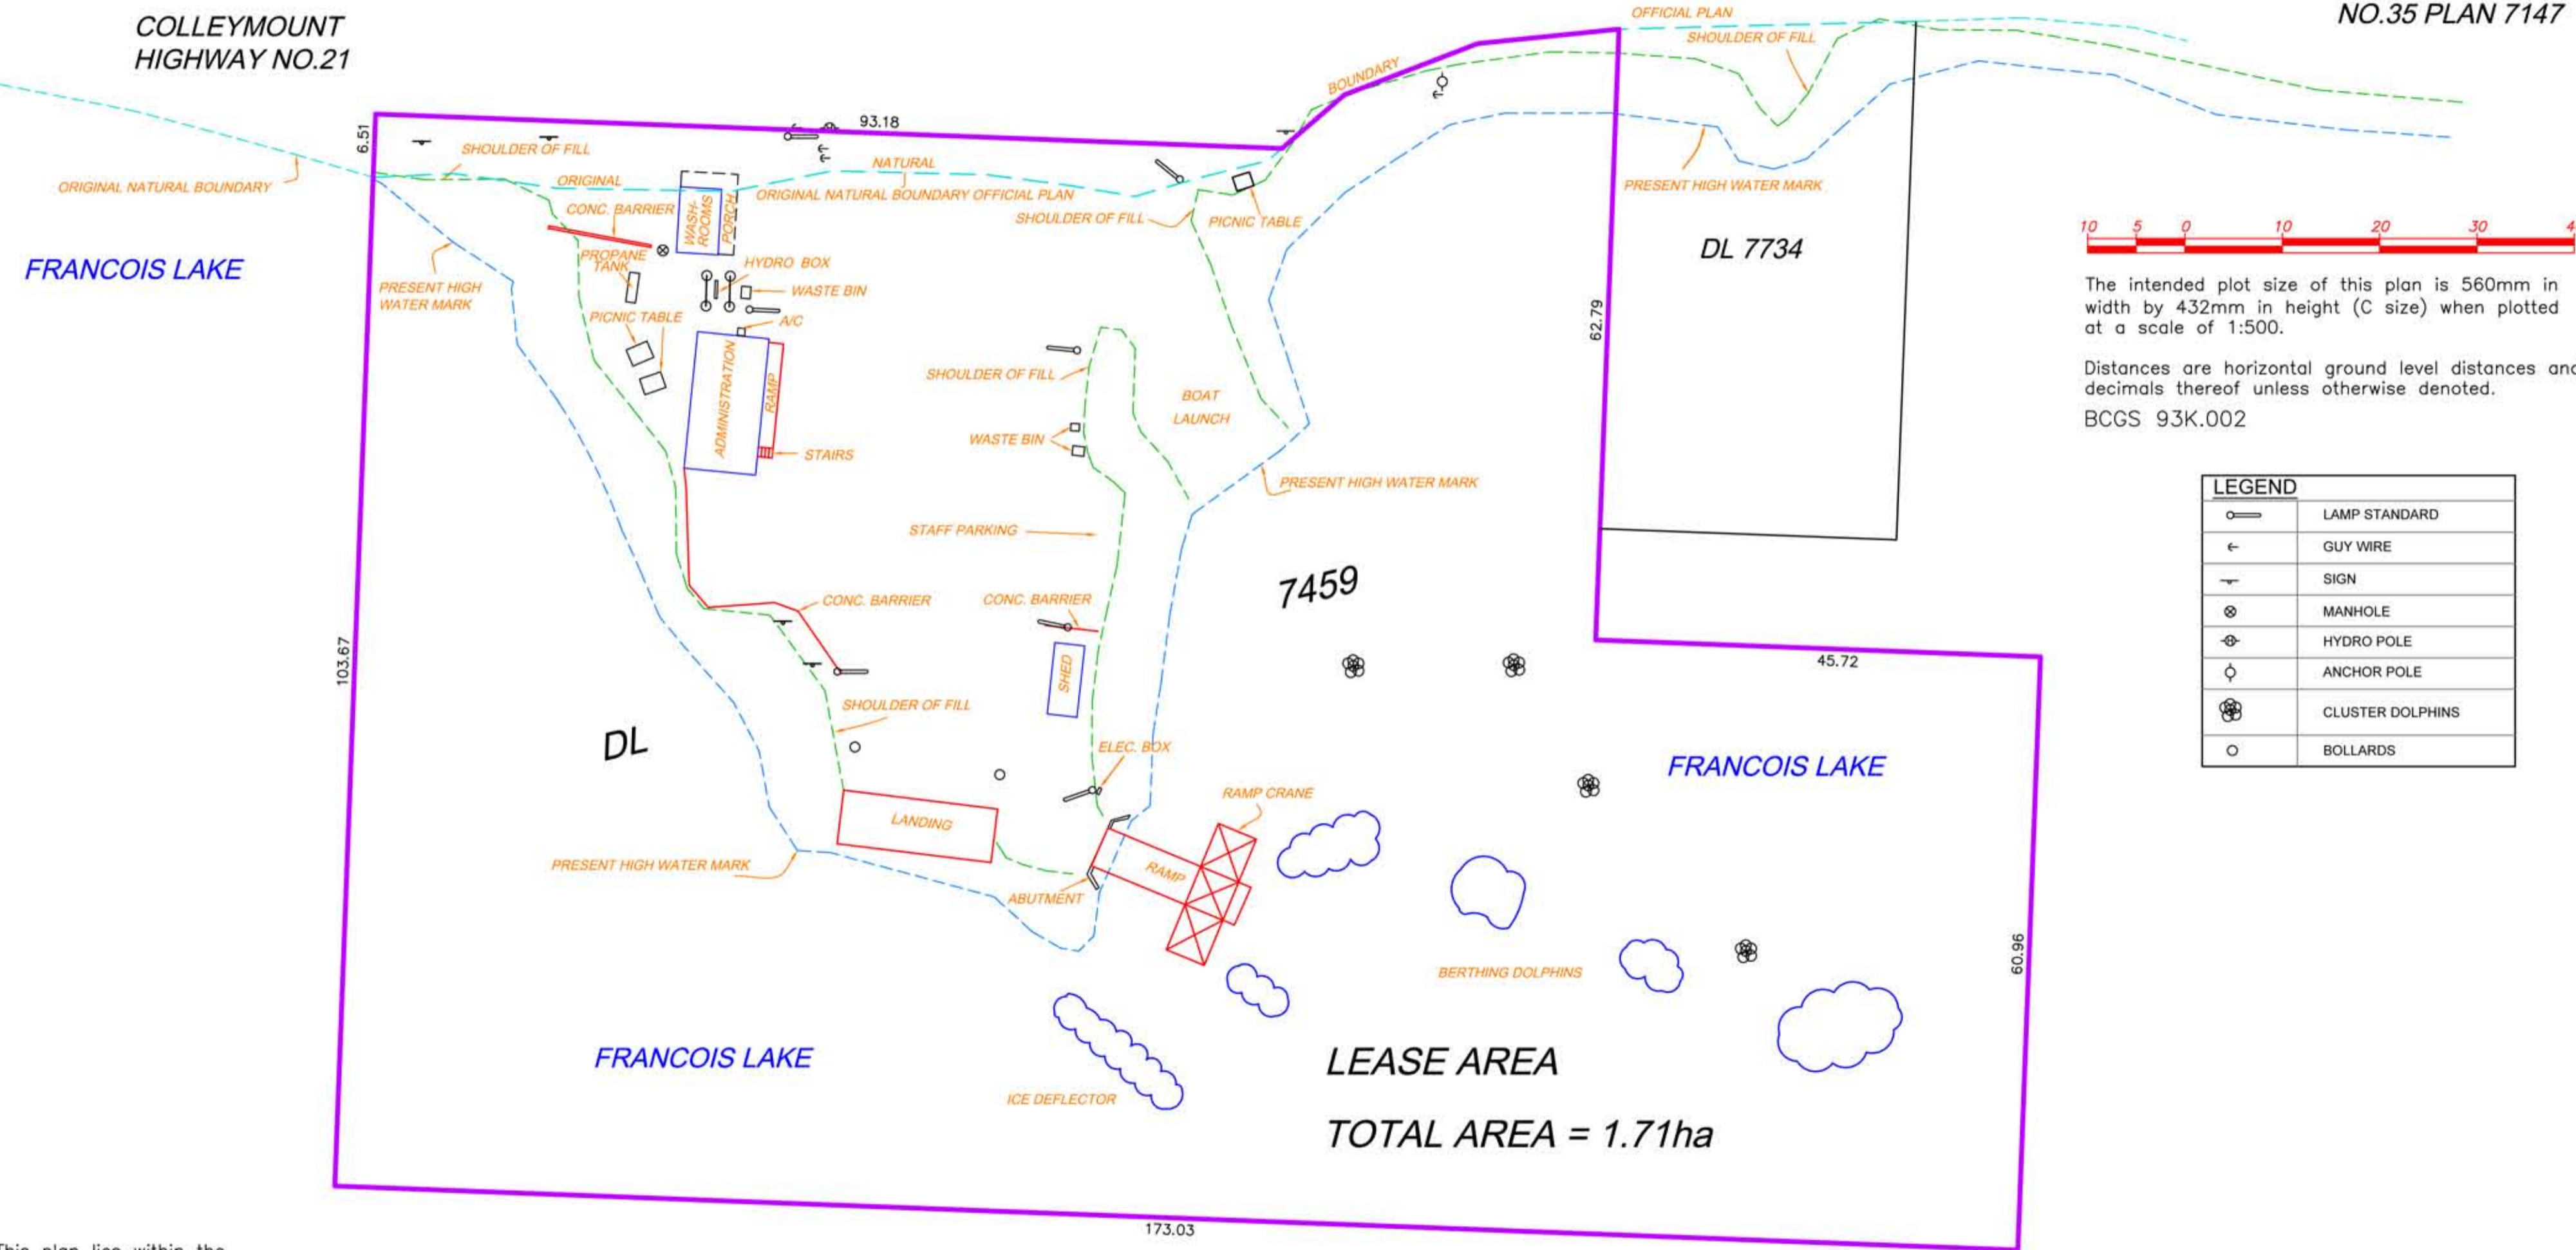 COLLEYMOUNT
HIGHWAY NO.21
OFFICIAL PLAN
SHOULDER OF FILL
NO.35 PLAN 7147
BOUNDARY
6.51
93.18
SHOULDER OF FILL
NATURAL
ORIGINAL NATURAL BOUNDARY
ORIGINAL
ORIGINAL NATURAL BOUNDARY OFFICIAL PLAN
PRESENT HIGH WATER MARK
CONC. BARRIER
WASH-
ROOMS
PORCH
SHOULDER OF FILL
PICNIC TABLE
FRANCOIS LAKE
PROPANE
TANK
HYDRO BOX
DL 7734
10 5 0 10 20 30 4
PRESENT HIGH
WATER MARK
WASTE BIN
62.79
The intended plot size of this plan is 560mm in
width by 432mm in height (C size) when plotted
at a scale of 1:500.
PICNIC TABLE
A/C
ADMINISTRATION
RAMP
SHOULDER OF FILL
BOAT
LAUNCH
Distances are horizontal ground level distances and
decimals thereof unless otherwise denoted.
BCGS 93K.002
WASTE BIN
STAIRS
PRESENT HIGH WATER MARK
LEGEND
LAMP STANDARD
GUY WIRE
SIGN
MANHOLE
HYDRO POLE
ANCHOR POLE
CLUSTER DOLPHINS
BOLLARDS
STAFF PARKING
7459
CONC. BARRIER
CONC. BARRIER
103.67
SHED
45.72
SHOULDER OF FILL
DL
ELEC. BOX
FRANCOIS LAKE
RAMP CRANE
LANDING
PRESENT HIGH WATER MARK
RAMP
ABUTMENT
60.96
BERTHING DOLPHINS
FRANCOIS LAKE
LEASE AREA
ICE DEFLECTOR
TOTAL AREA = 1.71ha
173.03
This plan lies within the